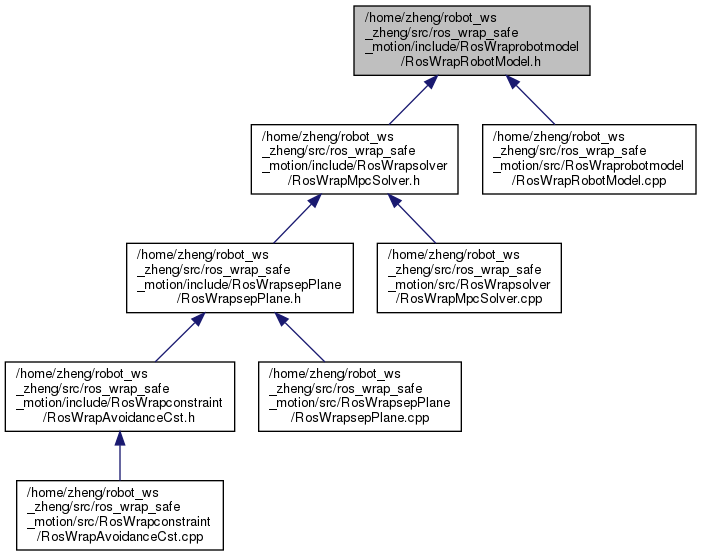 /home/zheng/robot_ws
_zheng/src/ros_wrap_safe
_motion/include/RosWraprobotmodel
/RosWrapRobotModel.h
/home/zheng/robot_ws
_zheng/src/ros_wrap_safe
_motion/include/RosWrapsolver
/RosWrapMpcSolver.h
/home/zheng/robot_ws
_zheng/src/ros_wrap_safe
_motion/src/RosWraprobotmodel
/RosWrapRobotModel.cpp
/home/zheng/robot_ws
_zheng/src/ros_wrap_safe
_motion/include/RosWrapsepPlane
/RosWrapsepPlane.h
/home/zheng/robot_ws
_zheng/src/ros_wrap_safe
_motion/src/RosWrapsolver
/RosWrapMpcSolver.cpp
/home/zheng/robot_ws
_zheng/src/ros_wrap_safe
_motion/include/RosWrapconstraint
/RosWrapAvoidanceCst.h
/home/zheng/robot_ws
_zheng/src/ros_wrap_safe
_motion/src/RosWrapsepPlane
/RosWrapsepPlane.cpp
/home/zheng/robot_ws
_zheng/src/ros_wrap_safe
_motion/src/RosWrapconstraint
/RosWrapAvoidanceCst.cpp